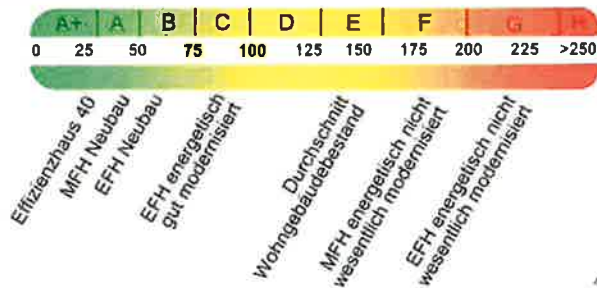 A+ A B C D E F G H
0 25 50 75 100 125 150 175 200 225 >250
Effizienzhaus 40
MFH Neubau
EFH Neubau
EFH energetisch
gut modernisiert
Durchschnitt
Wohngebäudebestand
MFH energetisch nicht
wesentlich modernisiert
EFH energetisch nicht
wesentlich modernisiert